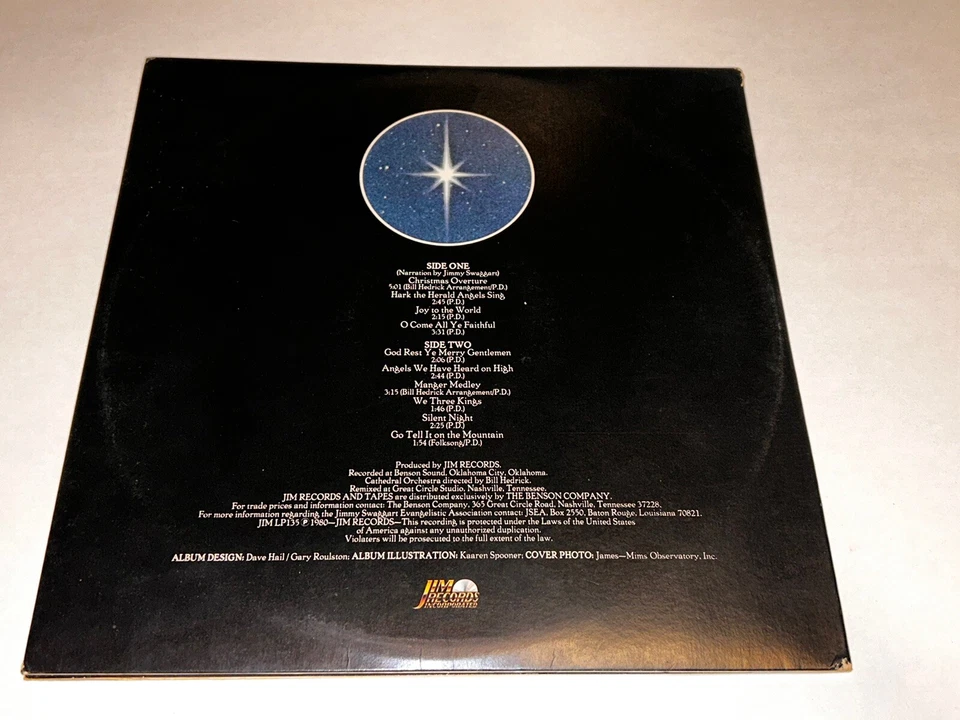 SIDE ONE
(Narration by Jimmy Swaggart)
Christmas Overture
5:01 (Bill Hedrick Arrangement/P.D.)
Hark the Herald Angels Sing
2:45 (P.D.)
Joy to the World
2:15 (P.D.)
O Come All Ye Faithful
3:31 (P.D.)
SIDE TWO
God Rest Ye Merry Gentlemen
2:06 (P.D.)
Angels We Have Heard on High
2:44 (P.D.)
Manger Medley
3:15 (Bill Hedrick Arrangement/P.D.)
We Three Kings
1:46 (P.D.)
Silent Night
2:25 (P.D.)
Go Tell It on the Mountain
1:54 (Folksong/P.D.)
Produced by JIM RECORDS.
Recorded at Benson Sound, Oklahoma City, Oklahoma.
Cathedral Orchestra directed by Bill Hedrick.
Remixed at Great Circle Studio, Nashville, Tennessee.
JIM RECORDS AND TAPES are distributed exclusively by THE BENSON COMPANY.
For trade prices and information contact: The Benson Company, 365 Great Circle Road, Nashville, Tennessee 37228.
For more information regarding the Jimmy Swaggart Evangelistic Association contact: JSEA, Box 2550, Baton Rouge, Louisiana 70821.
JIM LP135 ℗ 1980—JIM RECORDS—This recording is protected under the Laws of the United States
of America against any unauthorized duplication.
Violaters will be prosecuted to the full extent of the law.
ALBUM DESIGN: Dave Hail/Gary Roulston; ALBUM ILLUSTRATION: Kaaren Spooner; COVER PHOTO: James—Mims Observatory, Inc.
JIM
RECORDS
INCORPORATED